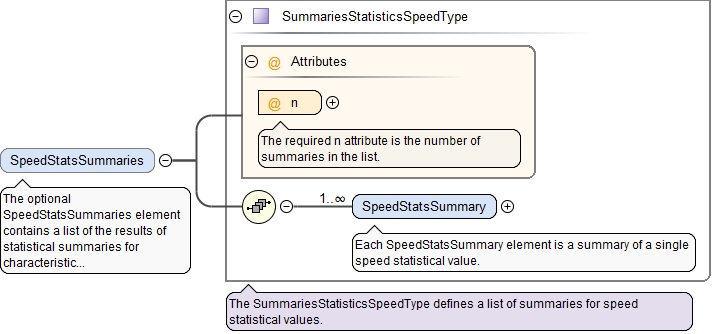 SummariesStatisticsSpeedType
@ Attributes
@ n
The required n attribute is the number of
summaries in the list.
SpeedStatsSummaries
The optional
SpeedStatsSummaries element
contains a list of the results of
statistical summaries for
characteristic...
1..∞
SpeedStatsSummary
Each SpeedStatsSummary element is a summary of a single
speed statistical value.
The SummariesStatisticsSpeedType defines a list of summaries for speed
statistical values.